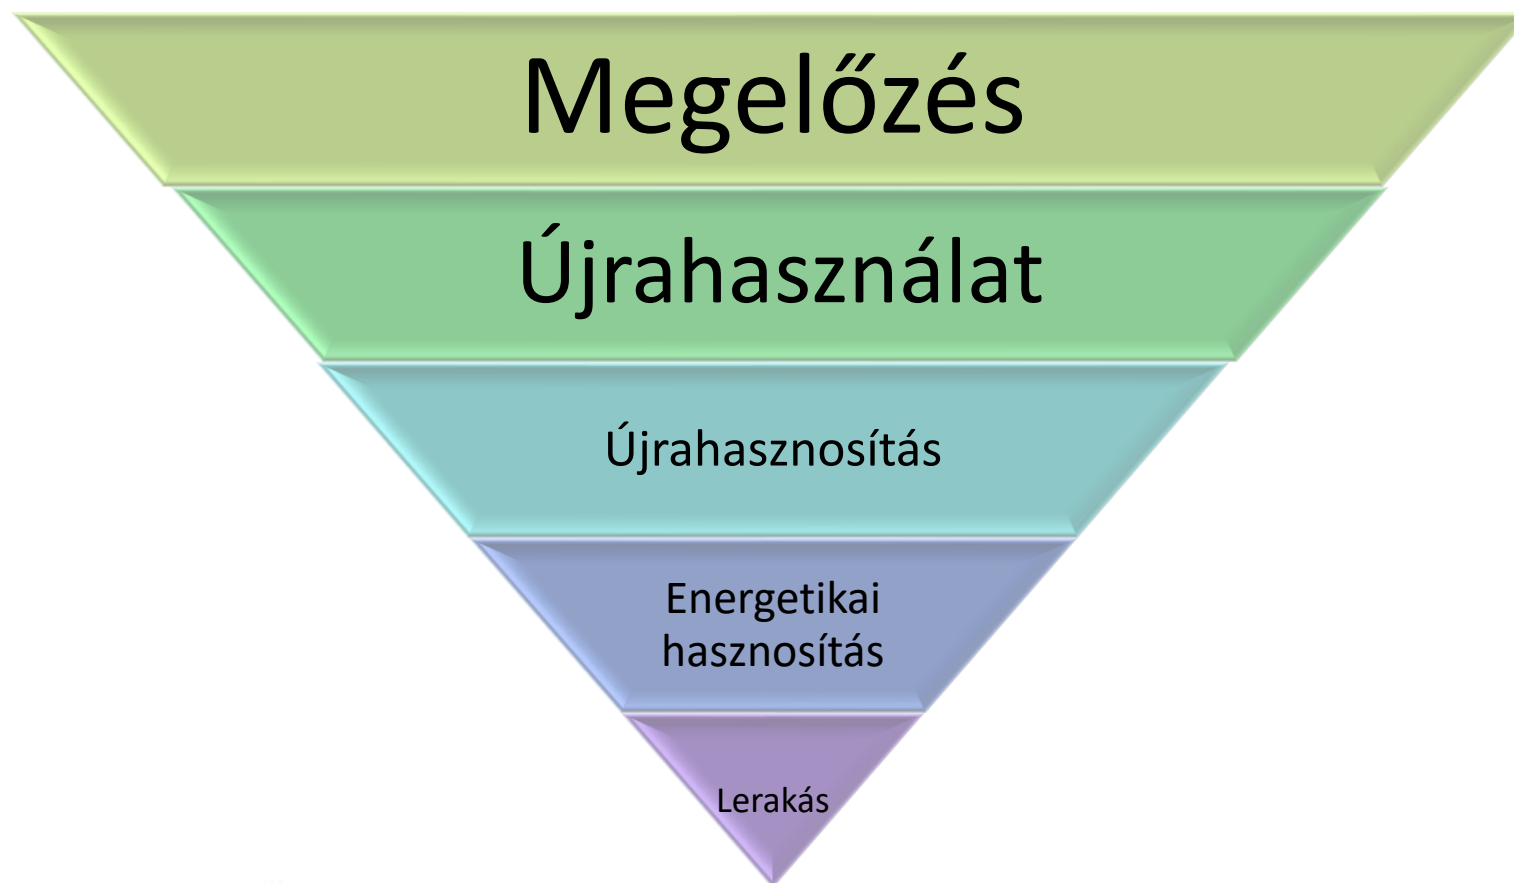 Megelőzés
Újrahasználat
Újrahasznosítás
Energetikai
hasznosítás
Lerakás